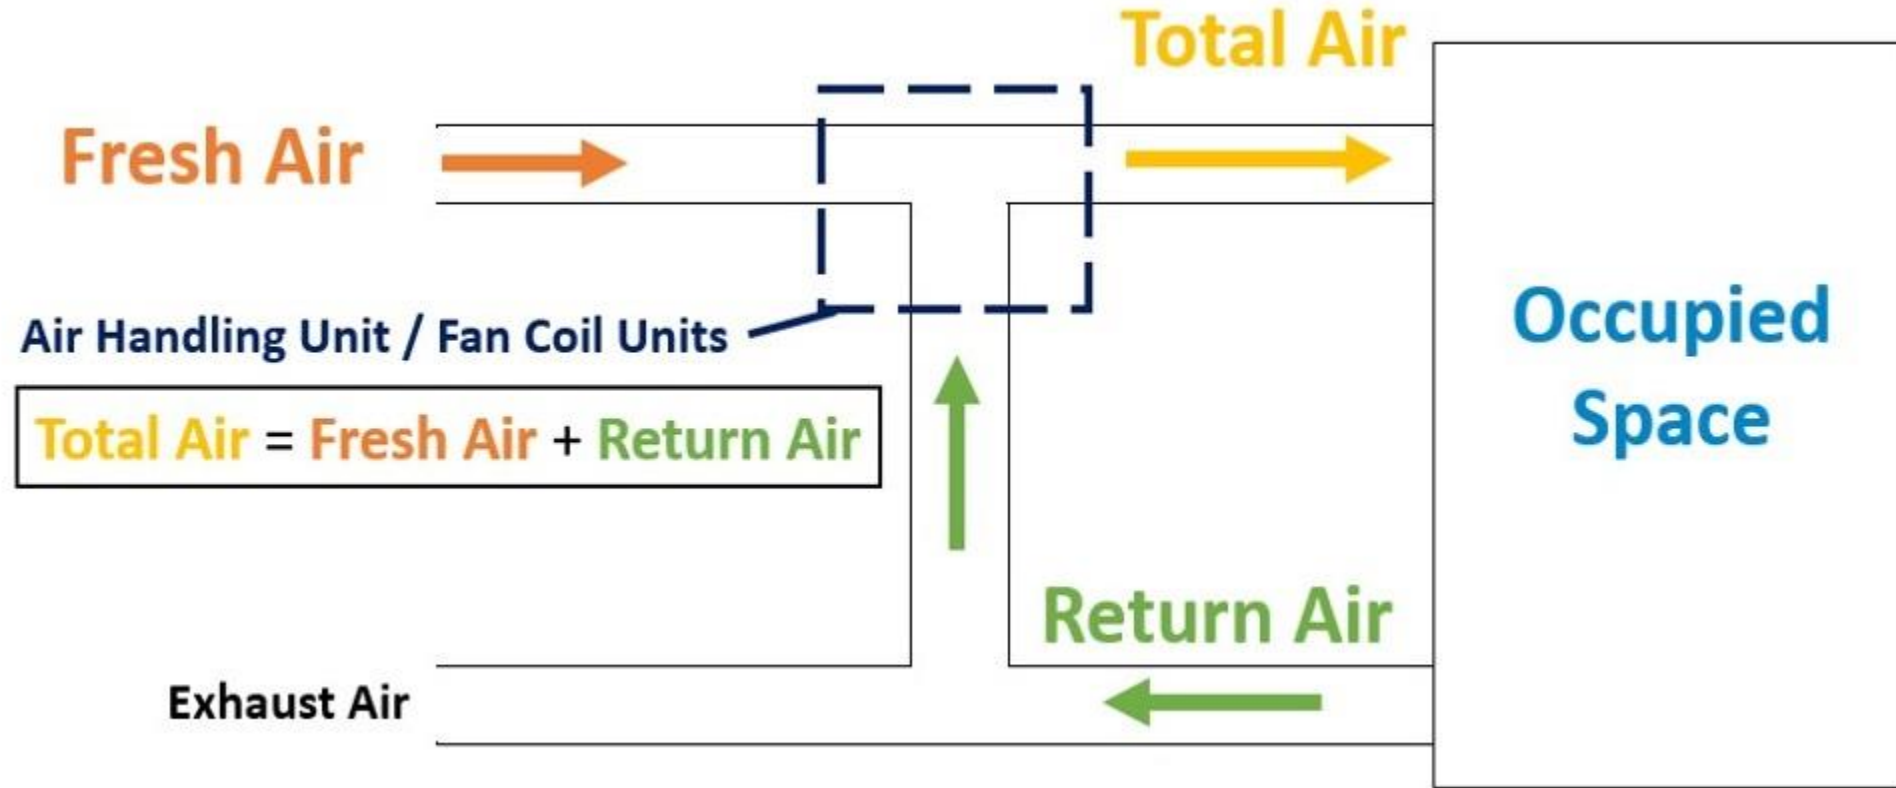 Total Air
Fresh Air
Air Handling Unit / Fan Coil Units
Total Air = Fresh Air + Return Air
Occupied
Space
Return Air
Exhaust Air